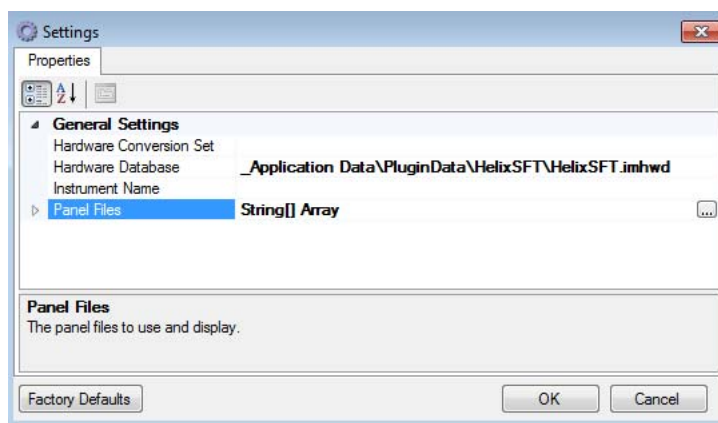 Settings
Properties
General Settings
Hardware Conversion Set
Hardware Database _Application Data\PluginData\HelixSFT\HelixSFT.imhwd
Instrument Name
Panel Files String[] Array ...
Panel Files
The panel files to use and display.
Factory Defaults OK Cancel